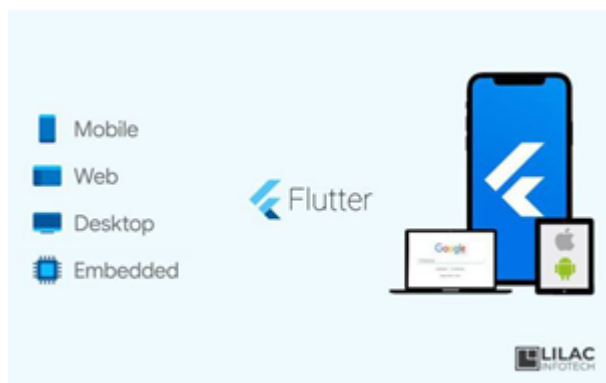 Mobile
Web
Desktop
Embedded
Flutter
Google
LILAC
INFOTECH